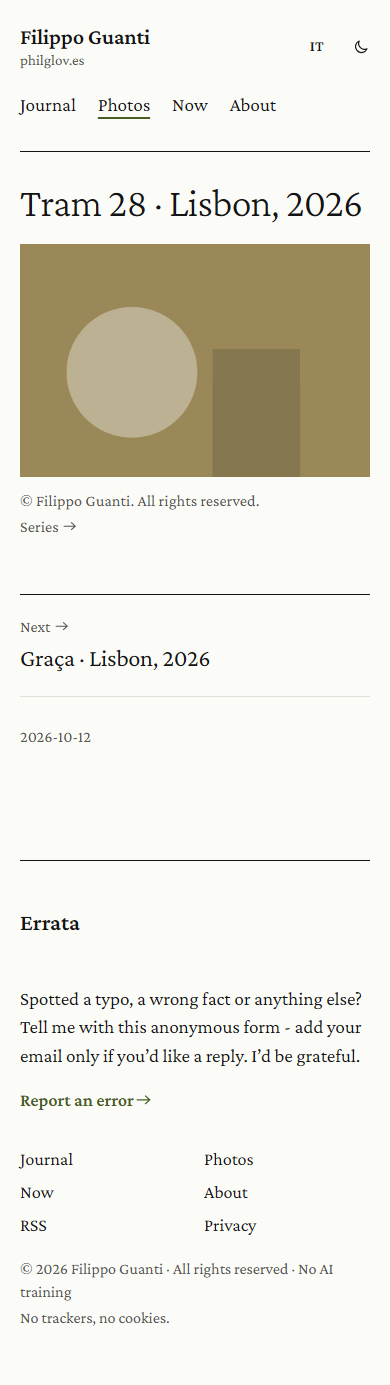 Filippo Guanti
philglov.es
IT
Journal Photos Now About
Tram 28 · Lisbon, 2026
© Filippo Guanti. All rights reserved.
Series →
Next →
Graça · Lisbon, 2026
2026-10-12
Errata
Spotted a typo, a wrong fact or anything else?
Tell me with this anonymous form - add your
email only if you’d like a reply. I’d be grateful.
Report an error →
Journal Photos
Now About
RSS Privacy
© 2026 Filippo Guanti · All rights reserved · No AI
training
No trackers, no cookies.